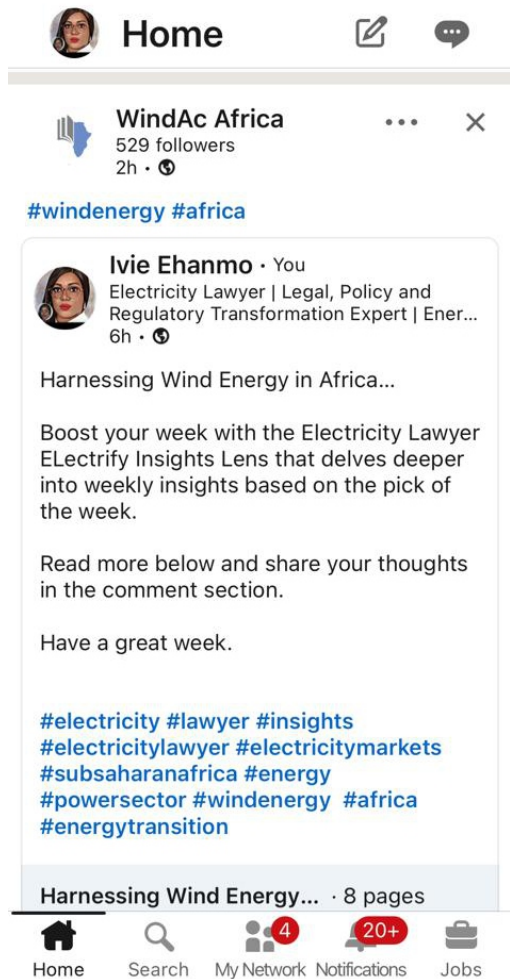 Home
WindAc Africa
529 followers
2h •
#windenergy #africa
Ivie Ehanmo • You
Electricity Lawyer | Legal, Policy and
Regulatory Transformation Expert | Ener...
6h •
Harnessing Wind Energy in Africa...
Boost your week with the Electricity Lawyer
ELectrify Insights Lens that delves deeper
into weekly insights based on the pick of
the week.
Read more below and share your thoughts
in the comment section.
Have a great week.
#electricity #lawyer #insights
#electricitylawyer #electricitymarkets
#subsaharanafrica #energy
#powersector #windenergy #africa
#energytransition
Harnessing Wind Energy... · 8 pages
4 20+
Home Search My Network Notifications Jobs